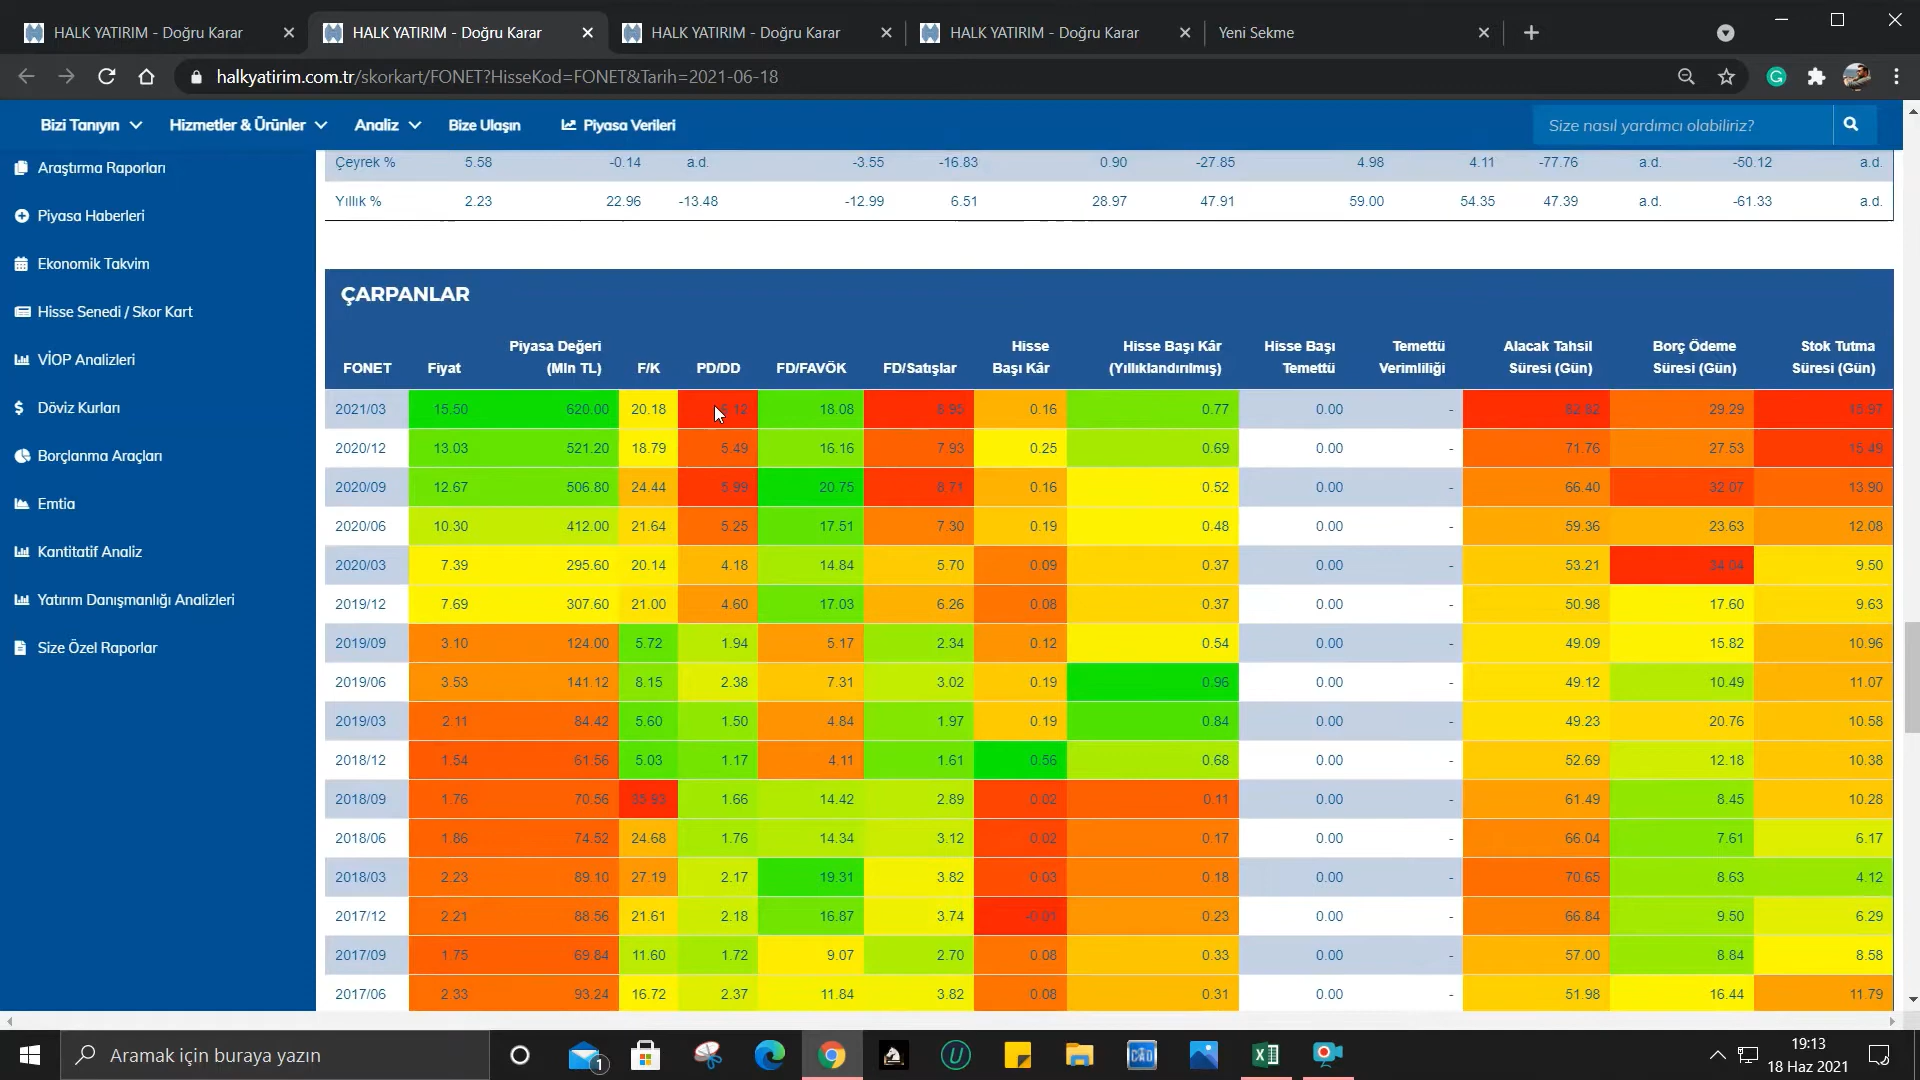 HALK YATIRIM - Doğru Karar
HALK YATIRIM - Doğru Karar
HALK YATIRIM - Doğru Karar
HALK YATIRIM - Doğru Karar
Yeni Sekme
halkyatirim.com.tr/skorkart/FONET?HisseKod=FONET&Tarih=2021-06-18
Bizi Tanıyın Hizmetler & Ürünler Analiz Bize Ulaşın Piyasa Verileri Size nasıl yardımcı olabiliriz?
Araştırma Raporları
Piyasa Haberleri
Ekonomik Takvim
Hisse Senedi / Skor Kart
VİOP Analizleri
Döviz Kurları
Borçlanma Araçları
Emtia
Kantitatif Analiz
Yatırım Danışmanlığı Analizleri
Size Özel Raporlar
Çeyrek % 5.58 -0.14 a.d. -3.55 -16.83 0.90 -27.85 4.98 4.11 -77.76 a.d. -50.12 a.d.
Yıllık % 2.23 22.96 -13.48 -12.99 6.51 28.97 47.91 59.00 54.35 47.39 a.d. -61.33 a.d.
ÇARPANLAR
FONET Fiyat Piyasa Değeri (Mln TL) F/K PD/DD FD/FAVÖK FD/Satışlar Hisse Başı Kâr Hisse Başı Kâr (Yıllıklandırılmış) Hisse Başı Temettü Temettü Verimliliği Alacak Tahsil Süresi (Gün) Borç Ödeme Süresi (Gün) Stok Tutma Süresi (Gün)
2021/03 15.50 620.00 20.18 18.08 8.95 0.16 0.77 0.00 - 82.82 29.29 15.97
2020/12 13.03 521.20 18.79 5.49 16.16 7.93 0.25 0.69 0.00 - 71.76 27.53 15.49
2020/09 12.67 506.80 24.44 5.99 20.75 8.71 0.16 0.52 0.00 - 66.40 32.07 13.90
2020/06 10.30 412.00 21.64 5.25 17.51 7.30 0.19 0.48 0.00 - 59.36 23.63 12.08
2020/03 7.39 295.60 20.14 4.18 14.84 5.70 0.09 0.37 0.00 - 53.21 34.04 9.50
2019/12 7.69 307.60 21.00 4.60 17.03 6.26 0.08 0.37 0.00 - 50.98 17.60 9.63
2019/09 3.10 124.00 5.72 1.94 5.17 2.34 0.12 0.54 0.00 - 49.09 15.82 10.96
2019/06 3.53 141.12 8.15 2.38 7.31 3.02 0.19 0.96 0.00 - 49.12 10.49 11.07
2019/03 2.11 84.42 5.60 1.50 4.84 1.97 0.19 0.84 0.00 - 49.23 20.76 10.58
2018/12 1.54 61.56 5.03 1.17 4.11 1.61 0.56 0.68 0.00 - 52.69 12.18 10.38
2018/09 1.76 70.56 1.66 14.42 2.89 0.02 0.11 0.00 - 61.49 8.45 10.28
2018/06 1.86 74.52 24.68 1.76 14.34 3.12 0.02 0.17 0.00 - 66.04 7.61 6.17
2018/03 2.23 89.10 27.19 2.17 19.31 3.82 0.03 0.18 0.00 - 70.65 8.63 4.12
2017/12 2.21 88.56 21.61 2.18 16.87 3.74 -0.01 0.23 0.00 - 66.84 9.50 6.29
2017/09 1.75 69.84 11.60 1.72 9.07 2.70 0.08 0.33 0.00 - 57.00 8.84 8.58
2017/06 2.33 93.24 16.72 2.37 11.84 3.82 0.08 0.31 0.00 - 51.98 16.44 11.79
Aramak için buraya yazın
1
CAD
19:13
18 Haz 2021